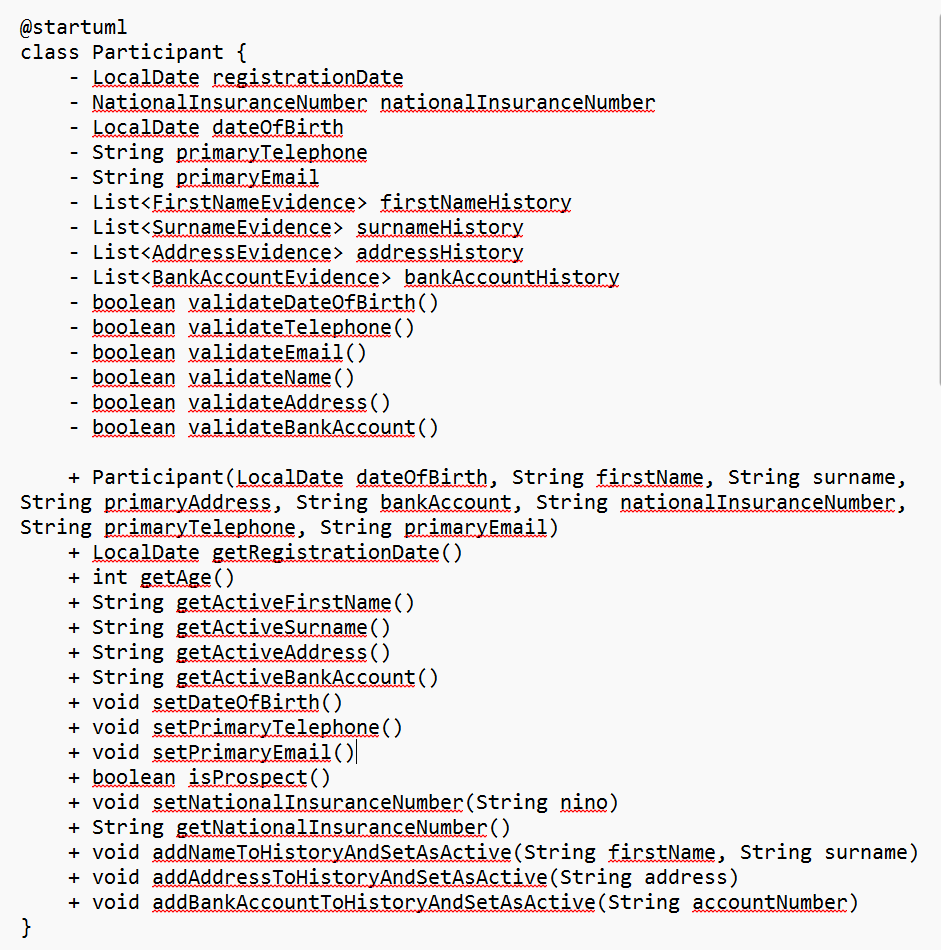 @startuml
class Participant {
    - LocalDate registrationDate
    - NationalInsuranceNumber nationalInsuranceNumber
    - LocalDate dateOfBirth
    - String primaryTelephone
    - String primaryEmail
    - List<FirstNameEvidence> firstNameHistory
    - List<SurnameEvidence> surnameHistory
    - List<AddressEvidence> addressHistory
    - List<BankAccountEvidence> bankAccountHistory
    - boolean validateDateOfBirth()
    - boolean validateTelephone()
    - boolean validateEmail()
    - boolean validateName()
    - boolean validateAddress()
    - boolean validateBankAccount()

    + Participant(LocalDate dateOfBirth, String firstName, String surname,
String primaryAddress, String bankAccount, String nationalInsuranceNumber,
String primaryTelephone, String primaryEmail)
    + LocalDate getRegistrationDate()
    + int getAge()
    + String getActiveFirstName()
    + String getActiveSurname()
    + String getActiveAddress()
    + String getActiveBankAccount()
    + void setDateOfBirth()
    + void setPrimaryTelephone()
    + void setPrimaryEmail()
    + boolean isProspect()
    + void setNationalInsuranceNumber(String nino)
    + String getNationalInsuranceNumber()
    + void addNameToHistoryAndSetAsActive(String firstName, String surname)
    + void addAddressToHistoryAndSetAsActive(String address)
    + void addBankAccountToHistoryAndSetAsActive(String accountNumber)
}